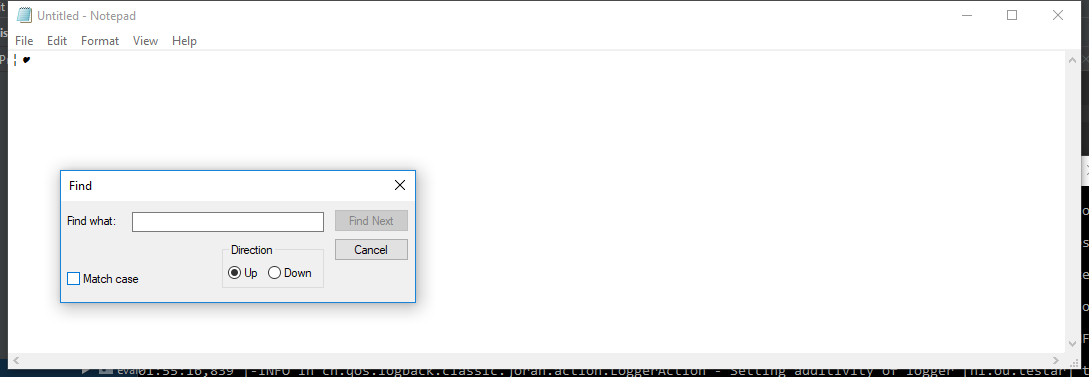 Untitled - Notepad
File Edit Format View Help
¦ ♥
Find
Find what:
Find Next
Direction
Cancel
Up Down
Match case
eval01:55:16,839 |-INFO in ch.qos.logback.classic.joran.action.LoggerAction - Setting additivity of logger [nl.ou.testar]